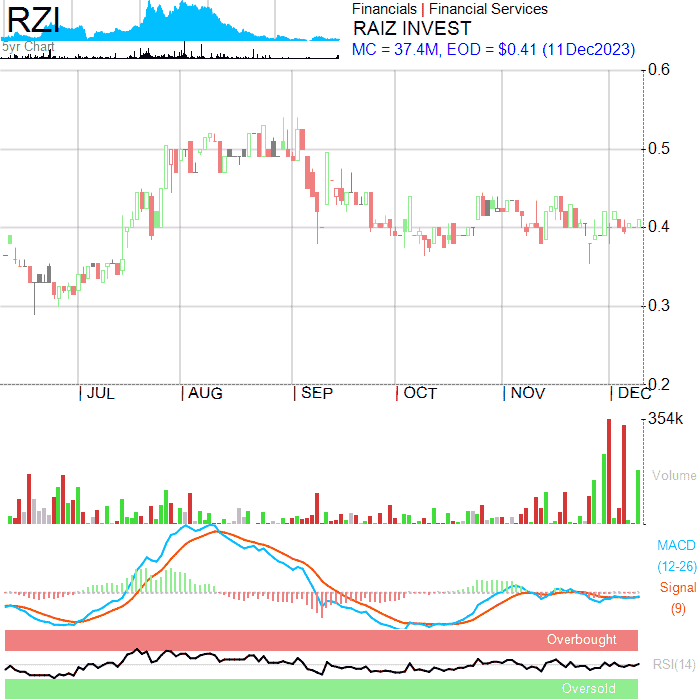 RZI
5yr Chart
Financials | Financial Services
RAIZ INVEST
MC = 37.4M, EOD = $0.41 (11Dec2023)
0.6
0.5
0.4
0.3
0.2
| JUL | AUG | SEP | OCT | NOV | DEC
354k
Volume
MACD
(12-26)
Signal
(9)
Overbought
RSI(14)
Oversold